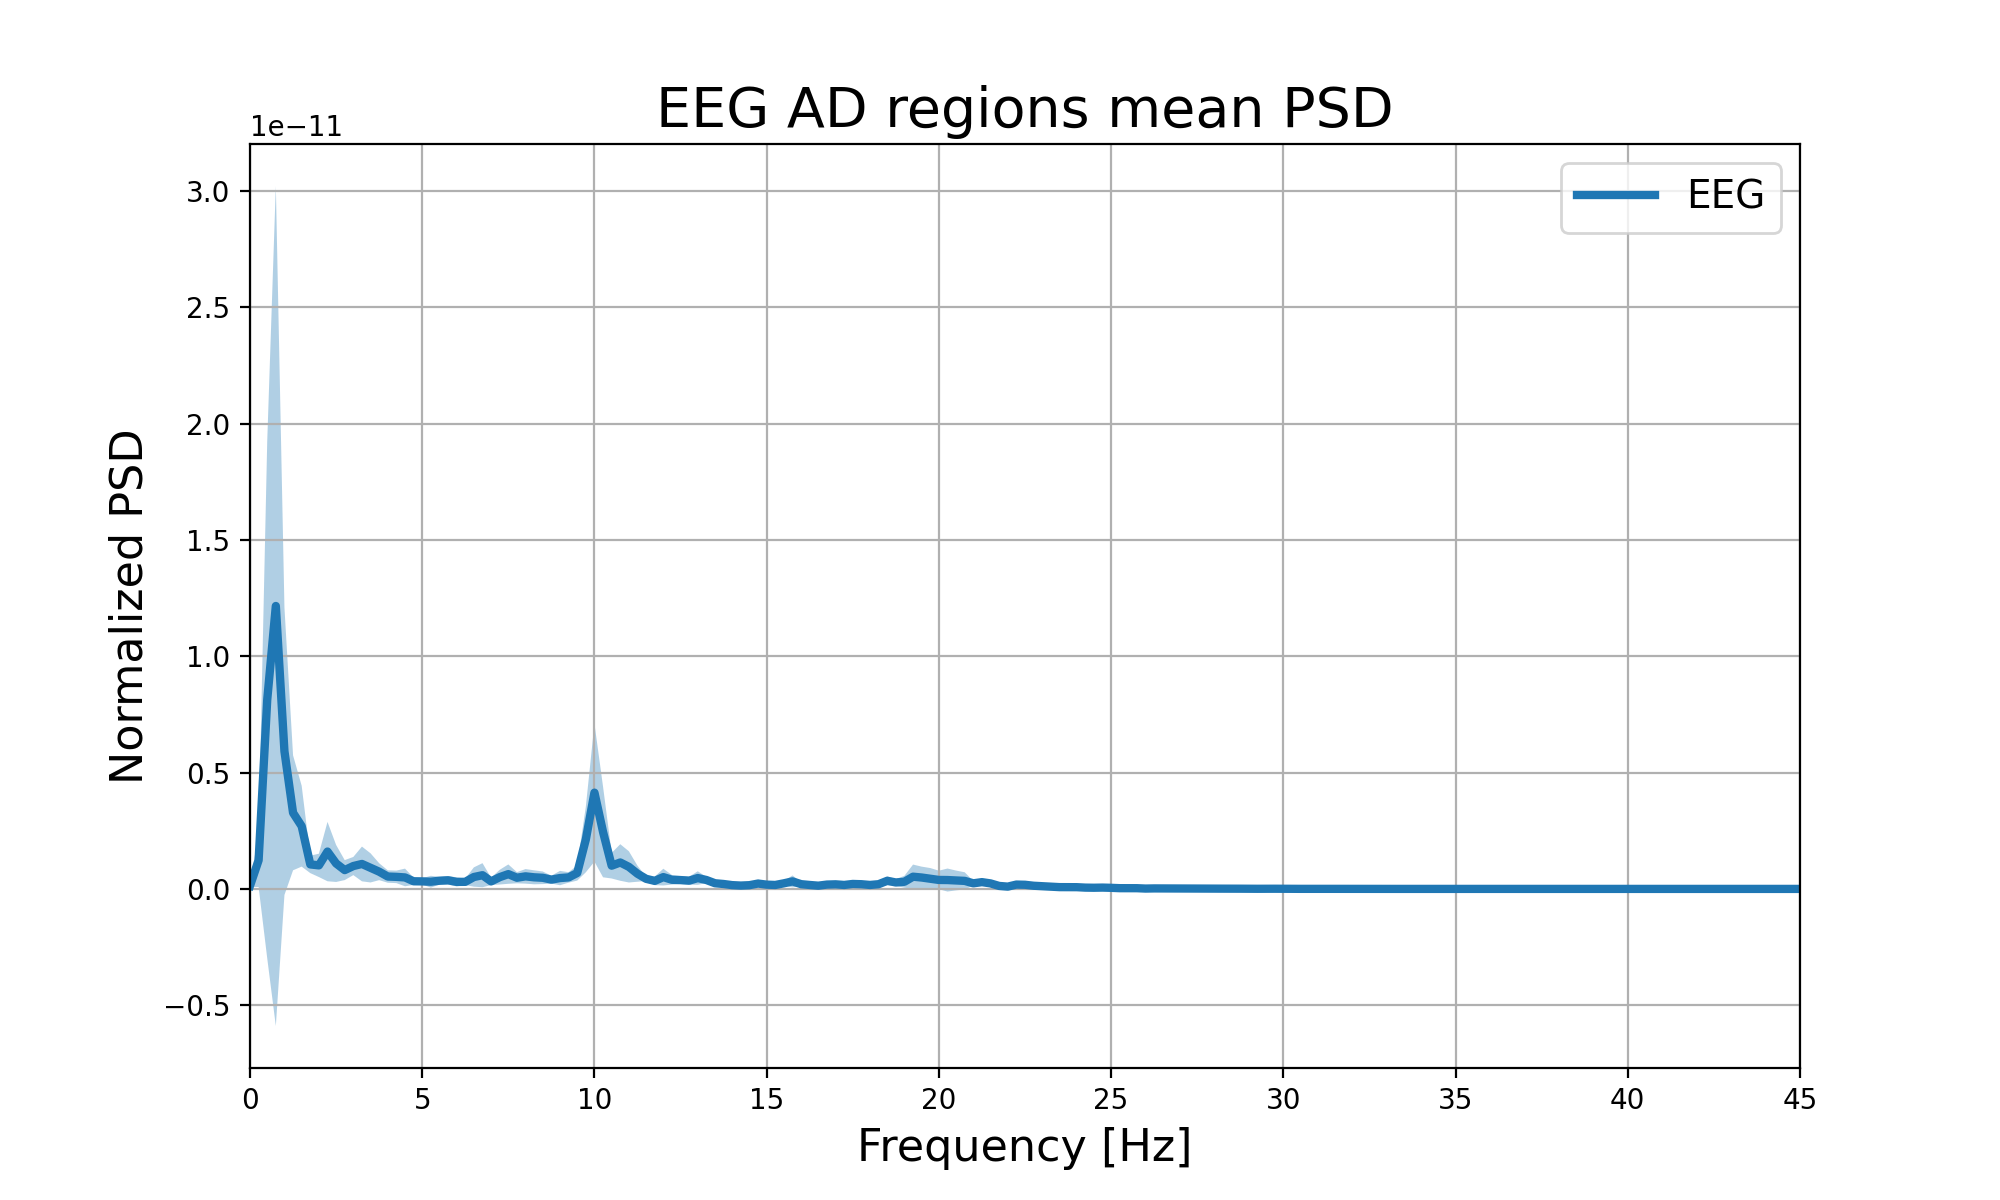 EEG AD regions mean PSD
1e−11
EEG
3.0
2.5
2.0
1.5
1.0
0.5
0.0
−0.5
Normalized PSD
0 5 10 15 20 25 30 35 40 45
Frequency [Hz]